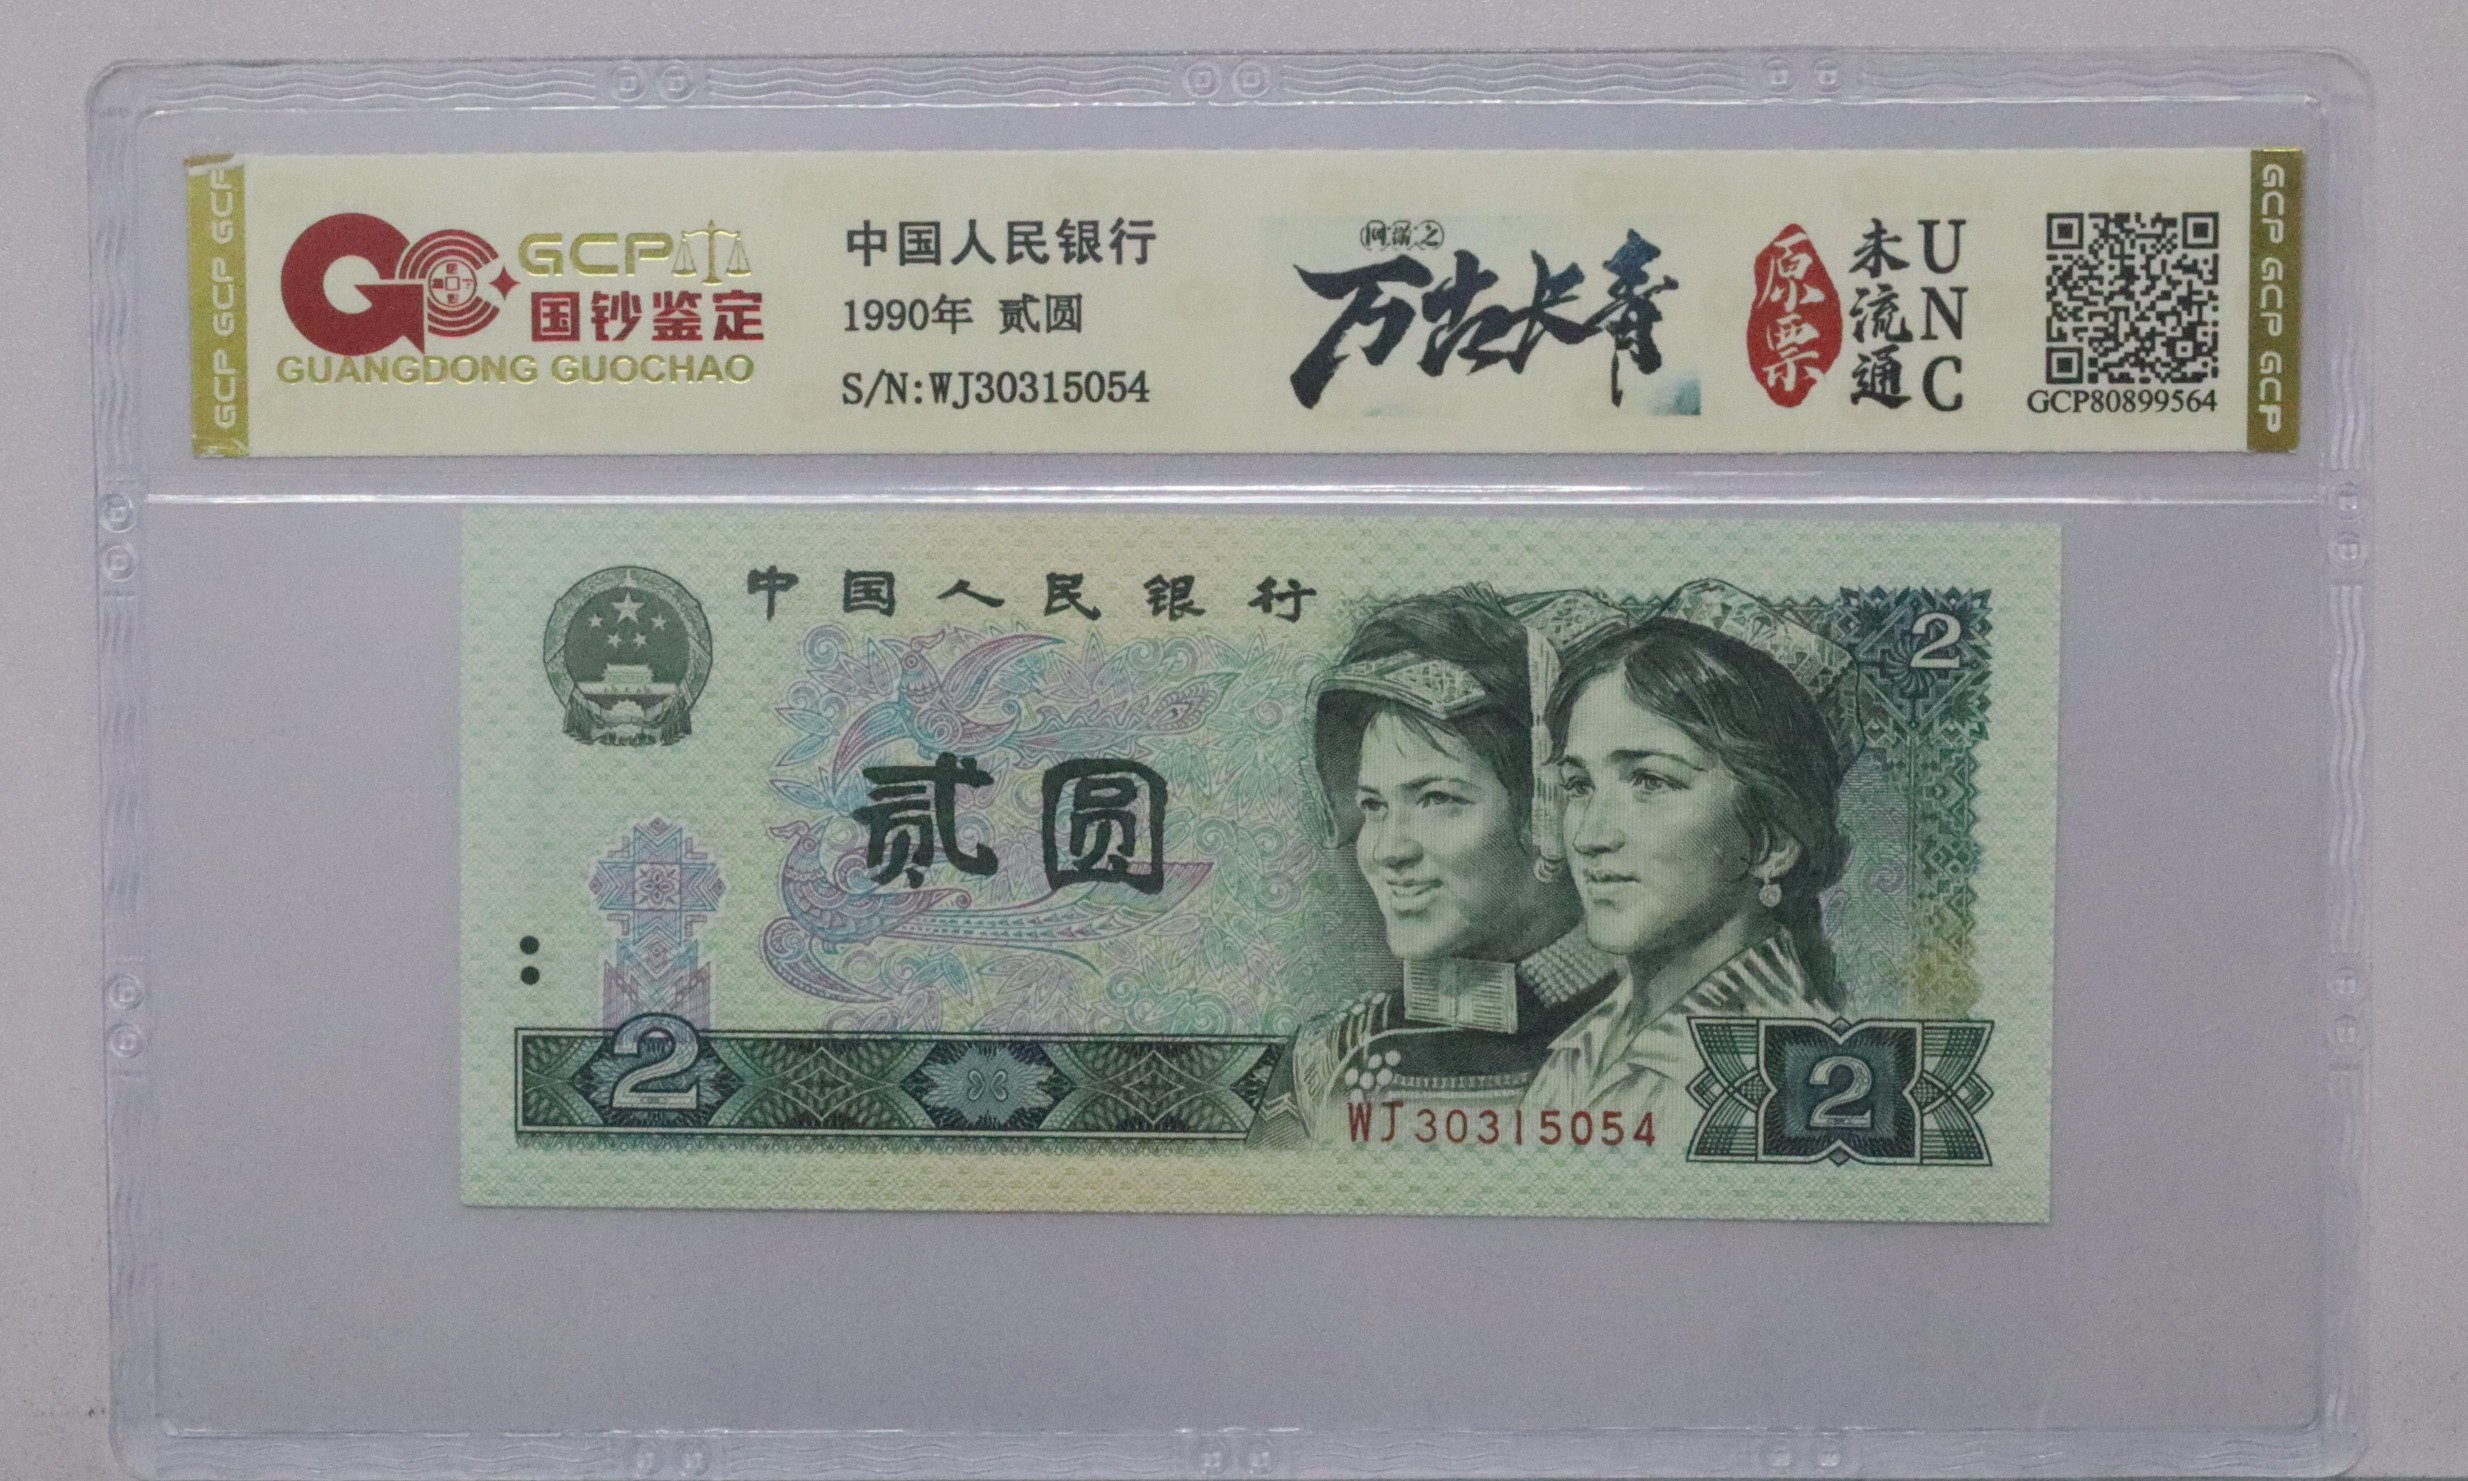 GCP GCP GCP
GCP
国钞鉴定
GUANGDONG GUOCHAO
中国人民银行
1990年 贰圆
S/N:WJ30315054
万古长青
原票
未流通
UNC
GCP80899564
GCP GCP GCP
中国人民银行
2
贰圆
2
WJ30315054
2